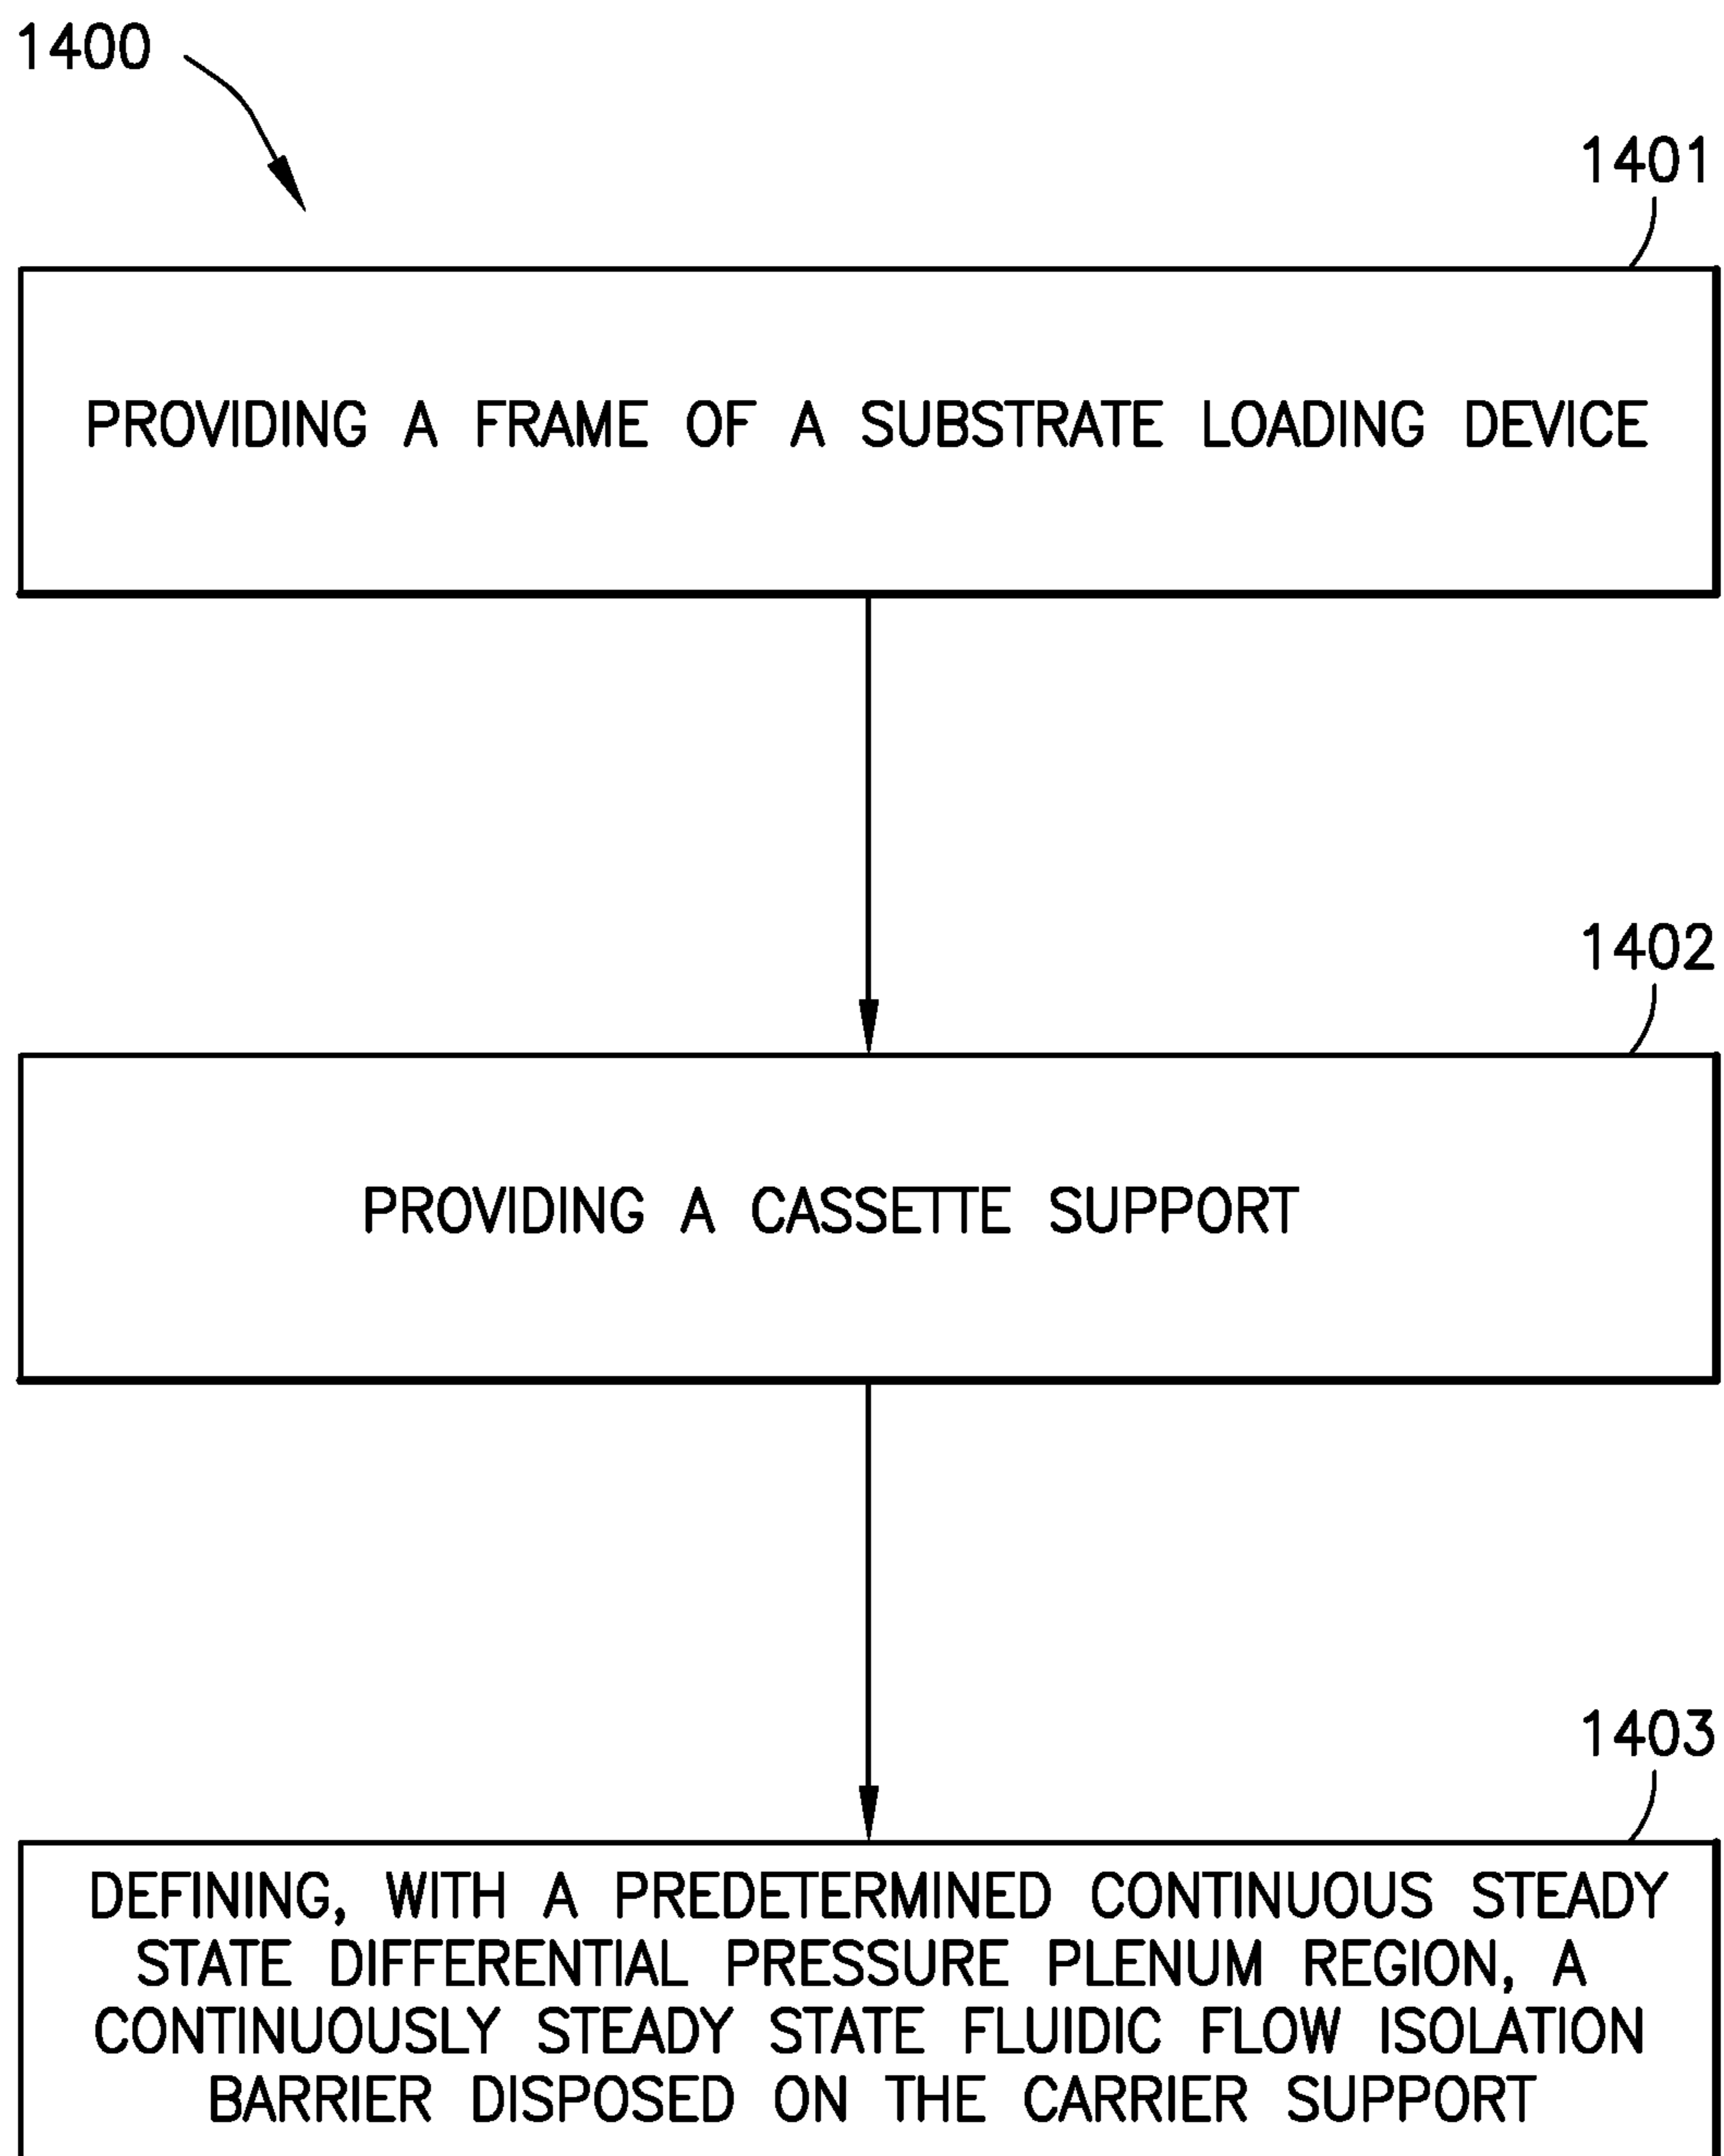 1400
1401
PROVIDING A FRAME OF A SUBSTRATE LOADING DEVICE
1402
PROVIDING A CASSETTE SUPPORT
1403
DEFINING, WITH A PREDETERMINED CONTINUOUS STEADY
STATE DIFFERENTIAL PRESSURE PLENUM REGION, A
CONTINUOUSLY STEADY STATE FLUIDIC FLOW ISOLATION
BARRIER DISPOSED ON THE CARRIER SUPPORT